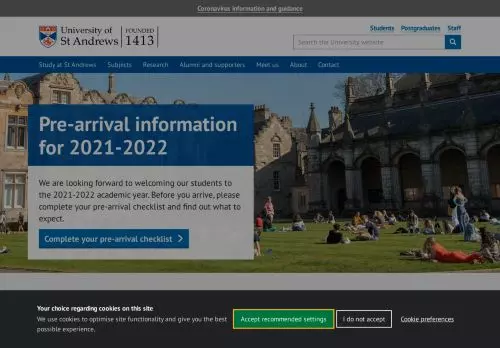 Coronavirus information and guidance
University of
St Andrews
FOUNDED
1413
Students Postgraduates Staff
Search the University website
Study at St Andrews Subjects Research Alumni and supporters Meet us About Contact
Pre-arrival information
for 2021-2022
We are looking forward to welcoming our students to
the 2021-2022 academic year. Before you arrive, please
complete your pre-arrival checklist and find out what to
expect.
Complete your pre-arrival checklist
Your choice regarding cookies on this site
We use cookies to optimise site functionality and give you the best
possible experience.
Accept recommended settings
I do not accept
Cookie preferences